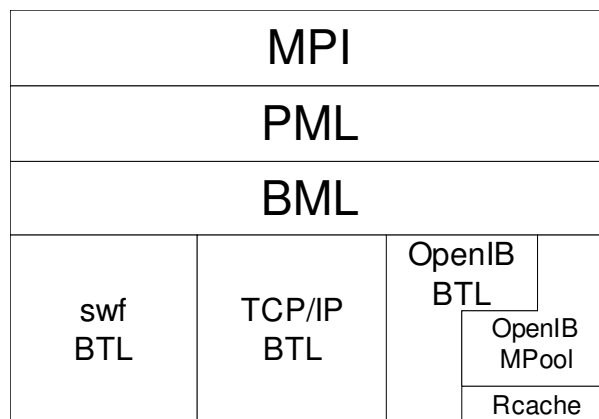 MPI
PML
BML
swf
BTL
TCP/IP
BTL
OpenIB
BTL
OpenIB
MPool
Rcache